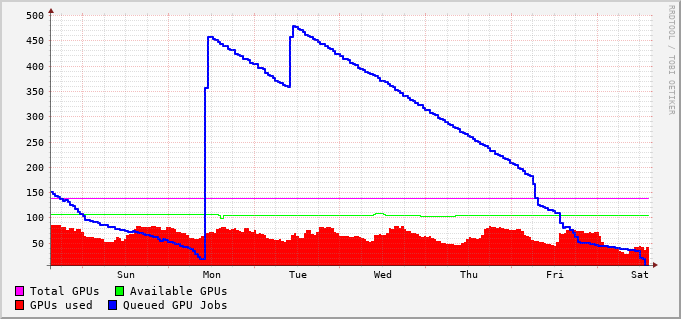 500
450
400
350
300
250
200
150
100
50
Sun Mon Tue Wed Thu Fri Sat
Total GPUs Available GPUs
GPUs used Queued GPU Jobs
RRDTOOL / TOBI OETIKER